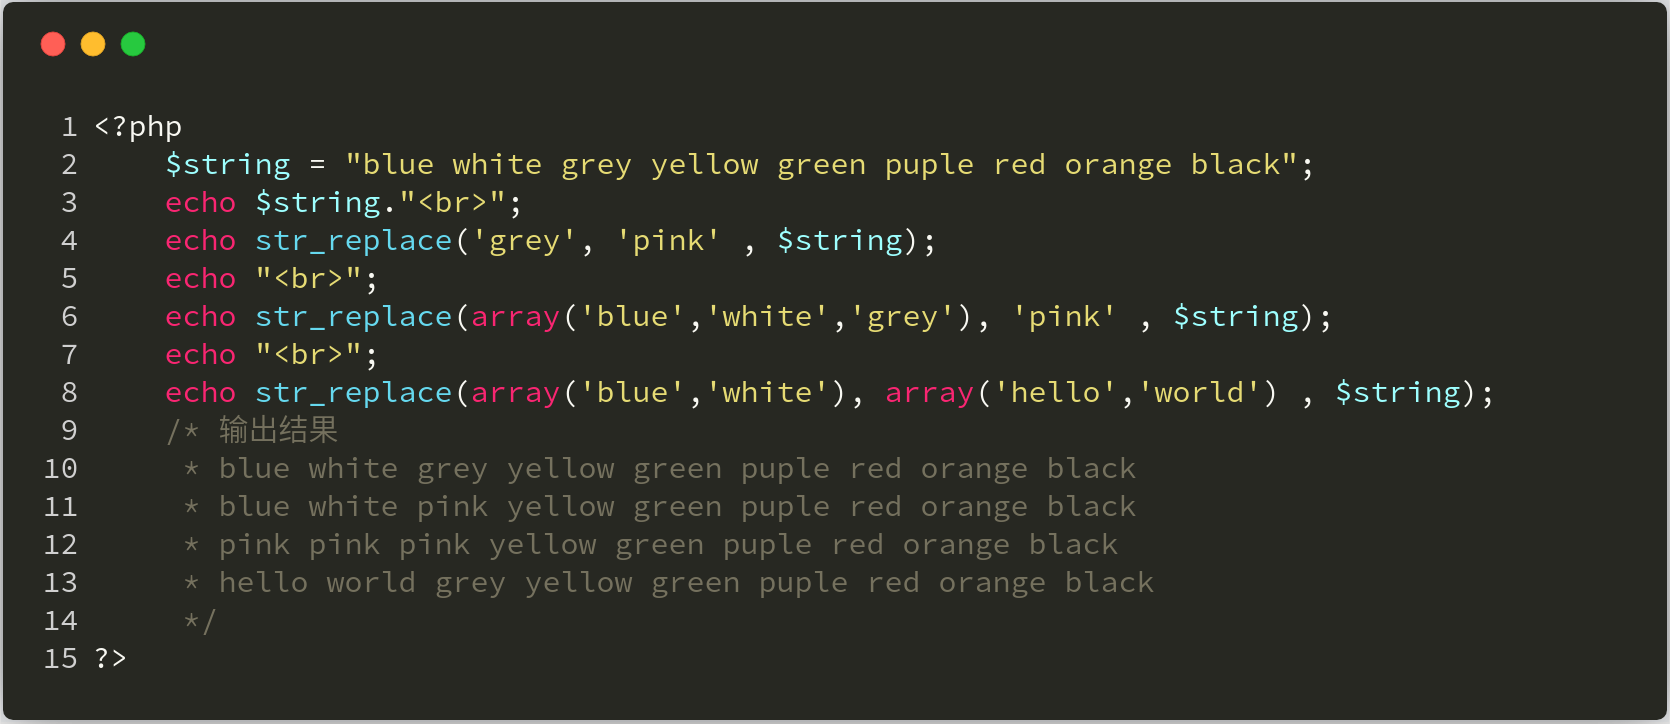 1 <?php
2     $string = "blue white grey yellow green puple red orange black";
3     echo $string."<br>";
4     echo str_replace('grey', 'pink' , $string);
5     echo "<br>";
6     echo str_replace(array('blue','white','grey'), 'pink' , $string);
7     echo "<br>";
8     echo str_replace(array('blue','white'), array('hello','world') , $string);
9     /* 输出结果
10      * blue white grey yellow green puple red orange black
11      * blue white pink yellow green puple red orange black
12      * pink pink pink yellow green puple red orange black
13      * hello world grey yellow green puple red orange black
14      */
15 ?>